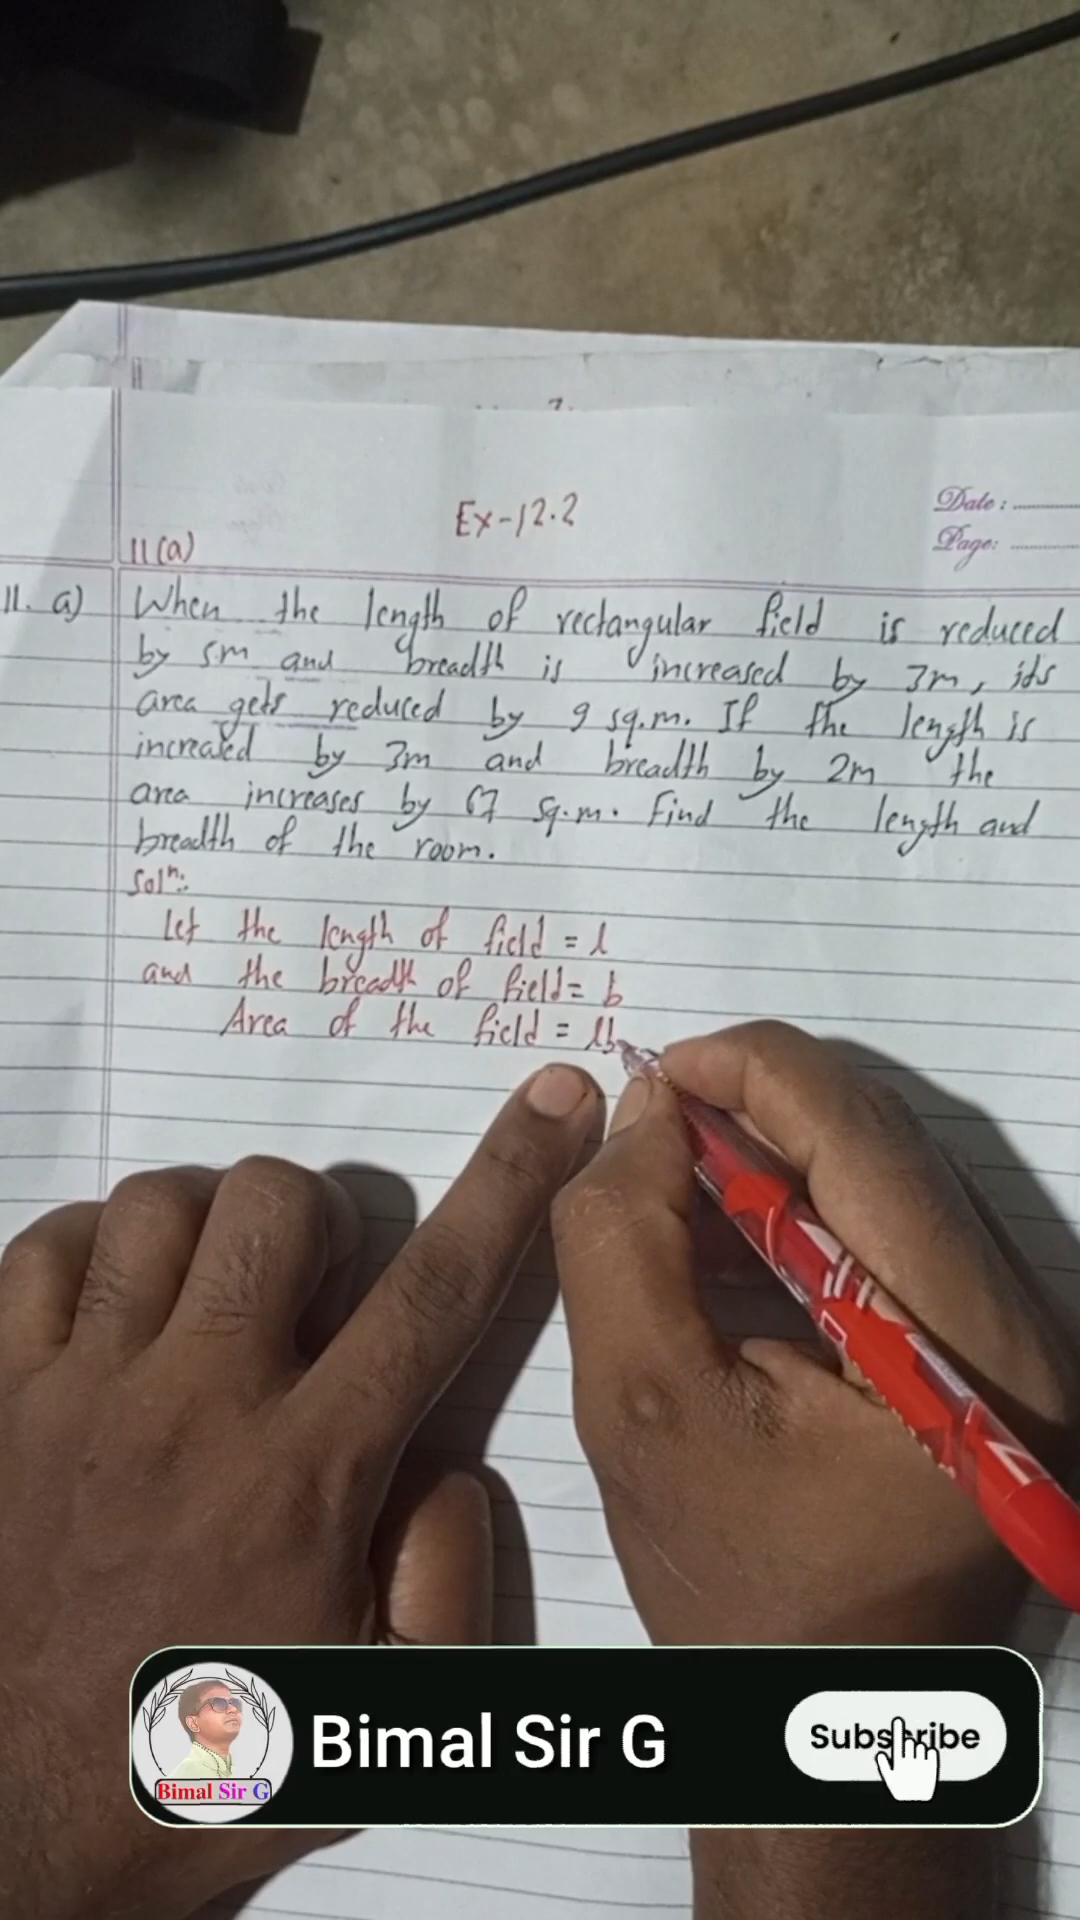 Ex-12.2
Date:
Page:
11(a)
11. a) When the length of rectangular field is reduced
by 5m and breadth is increased by 3m, its
area gets reduced by 9 sq.m. If the length is
increased by 3m and breadth by 2m the
area increases by 67 sq.m. Find the length and
breadth of the room.
Solⁿ:
Let the length of field = l
and the breadth of field = b
Area of the field = lb
Bimal Sir G
Bimal Sir G
Subscribe